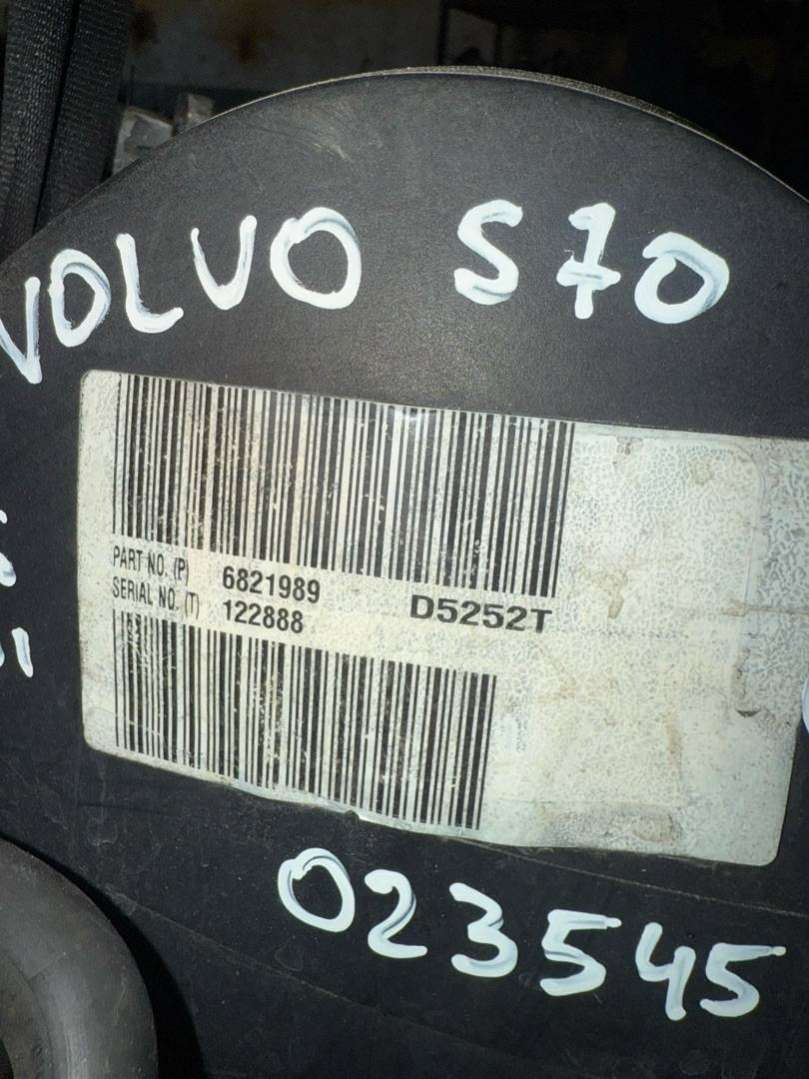 VOLVO S70
PART NO. (P) 6821989
SERIAL NO. (T) 122888
D5252T
023545